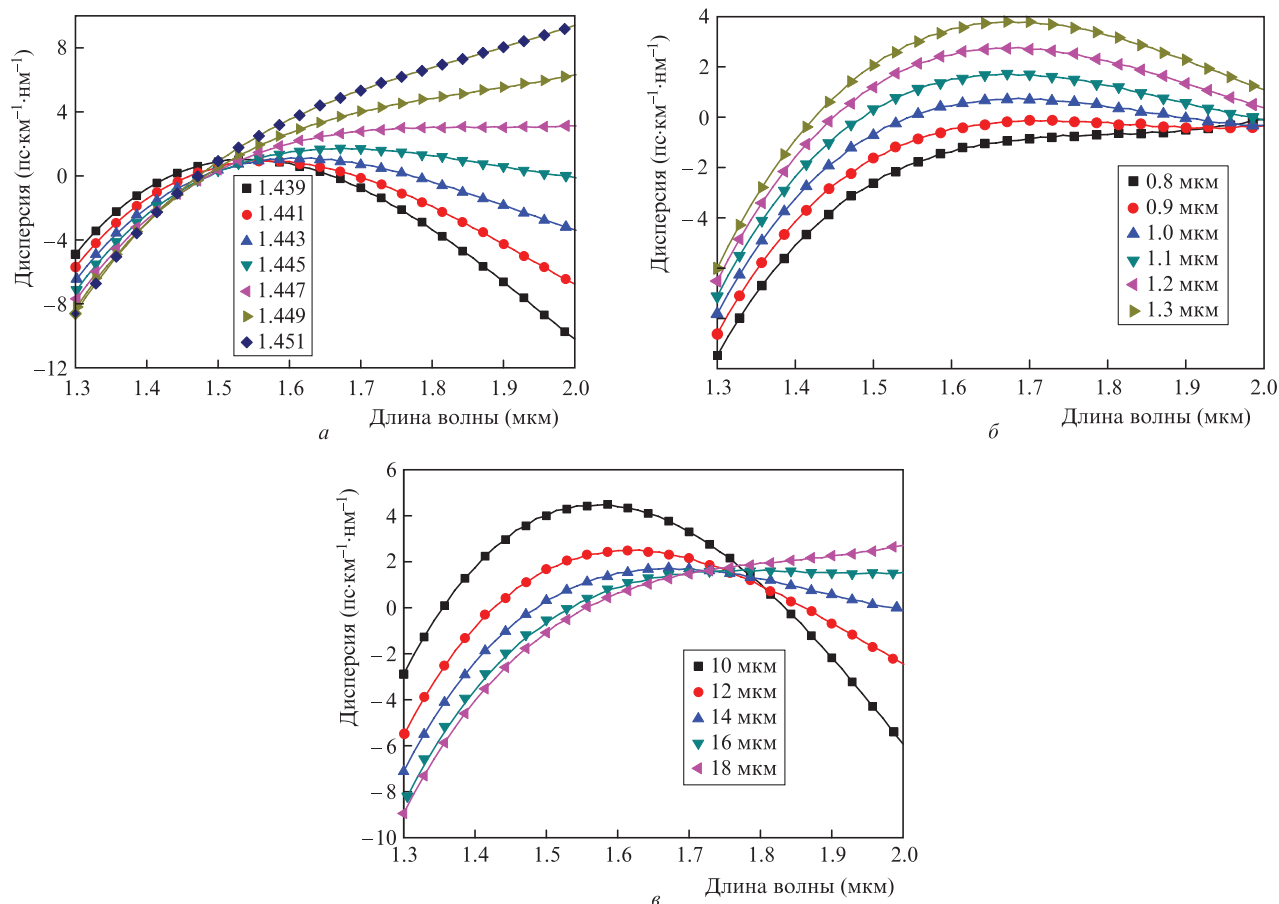 Дисперсия (пс·км⁻¹·нм⁻¹)
8
4
0
−4
−8
−12
1.439
1.441
1.443
1.445
1.447
1.449
1.451
1.3 1.4 1.5 1.6 1.7 1.8 1.9 2.0
Длина волны (мкм)
а
Дисперсия (пс·км⁻¹·нм⁻¹)
4
2
0
−2
−4
0.8 мкм
0.9 мкм
1.0 мкм
1.1 мкм
1.2 мкм
1.3 мкм
1.3 1.4 1.5 1.6 1.7 1.8 1.9 2.0
Длина волны (мкм)
б
Дисперсия (пс·км⁻¹·нм⁻¹)
6
4
2
0
−2
−4
−6
−8
−10
10 мкм
12 мкм
14 мкм
16 мкм
18 мкм
1.3 1.4 1.5 1.6 1.7 1.8 1.9 2.0
Длина волны (мкм)
в